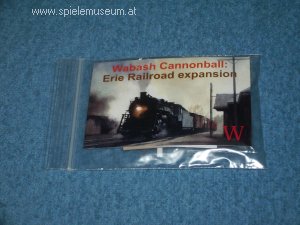 www.spielemuseum.at
Wabash Cannonball:
Erie Railroad expansion
W